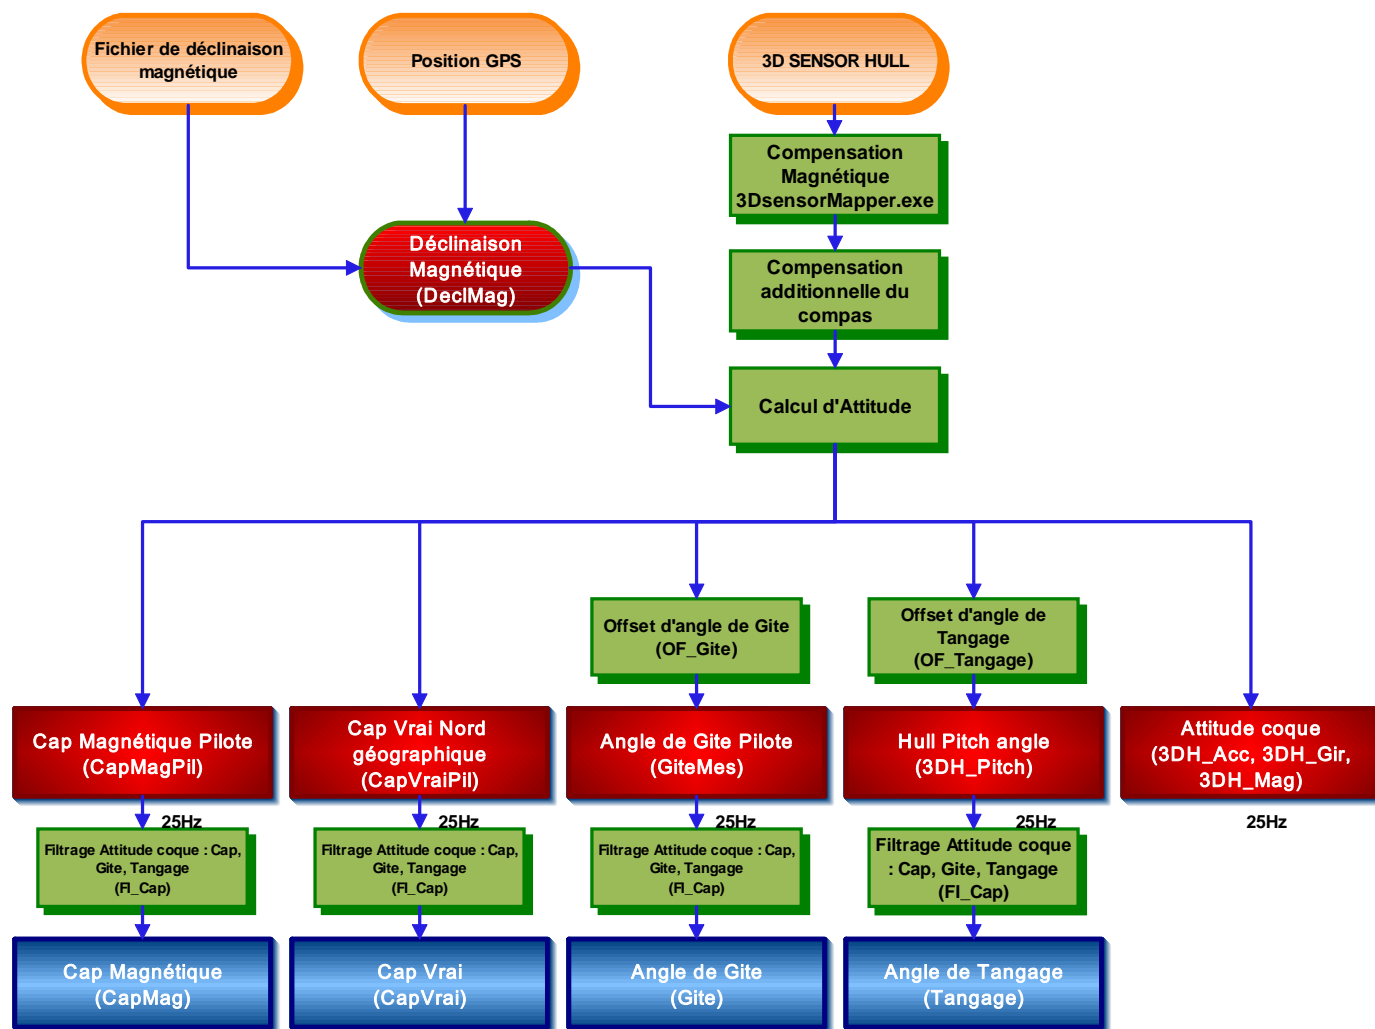 Fichier de déclinaison
magnétique
Position GPS
3D SENSOR HULL
Compensation
Magnétique
3DsensorMapper.exe
Déclinaison
Magnétique
(DeclMag)
Compensation
additionnelle du
compas
Calcul d'Attitude
Offset d'angle de Gite
(OF_Gite)
Offset d'angle de
Tangage
(OF_Tangage)
Cap Magnétique Pilote
(CapMagPil)
Cap Vrai Nord
géographique
(CapVraiPil)
Angle de Gite Pilote
(GiteMes)
Hull Pitch angle
(3DH_Pitch)
Attitude coque
(3DH_Acc, 3DH_Gir,
3DH_Mag)
25Hz
25Hz
25Hz
25Hz
25Hz
Filtrage Attitude coque : Cap,
Gite, Tangage
(FI_Cap)
Filtrage Attitude coque : Cap,
Gite, Tangage
(FI_Cap)
Filtrage Attitude coque : Cap,
Gite, Tangage
(FI_Cap)
Filtrage Attitude coque
: Cap, Gite, Tangage
(FI_Cap)
Cap Magnétique
(CapMag)
Cap Vrai
(CapVrai)
Angle de Gite
(Gite)
Angle de Tangage
(Tangage)